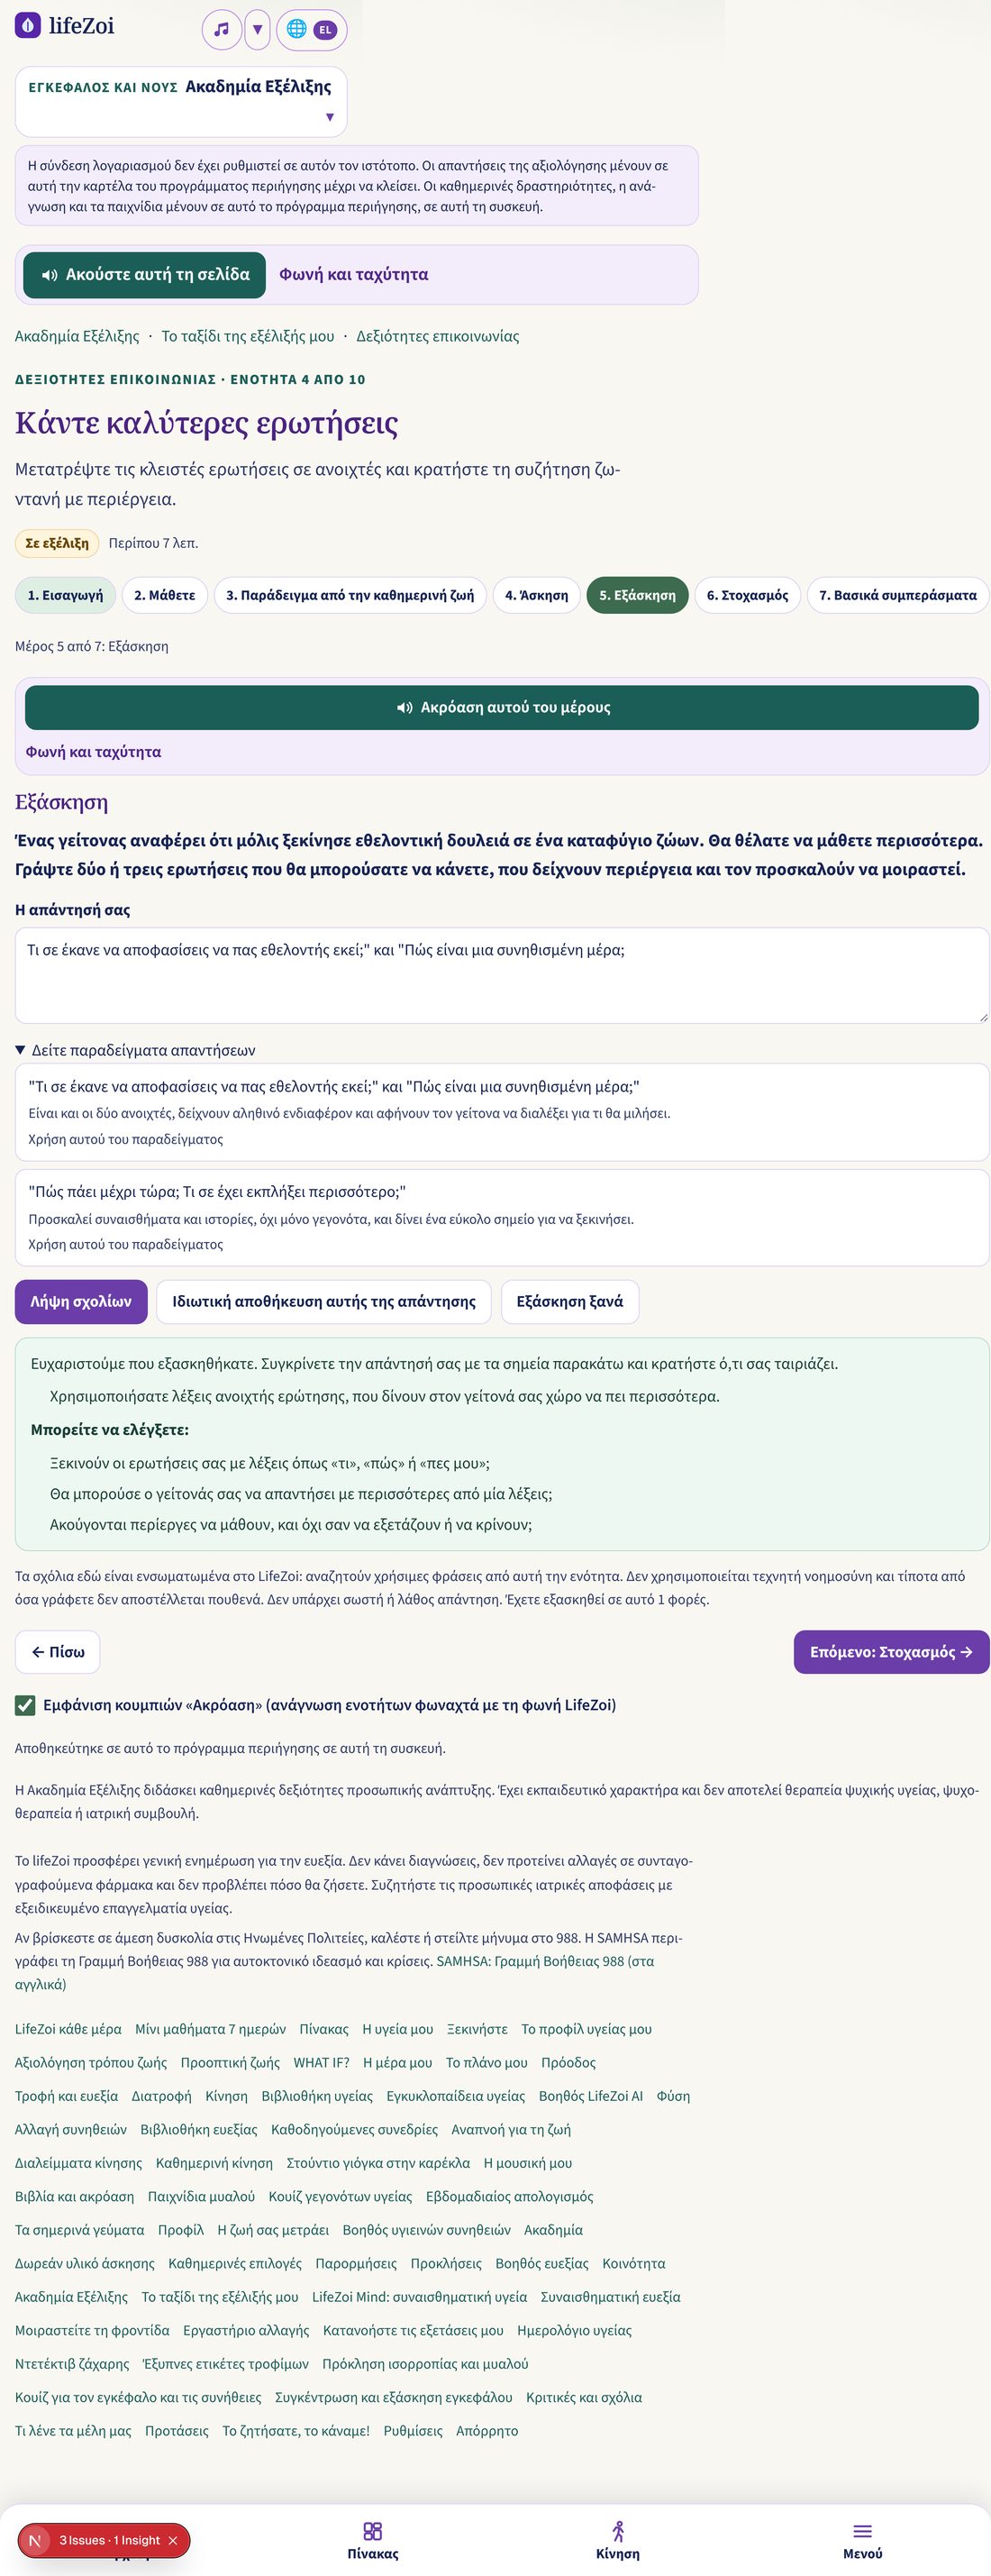 lifeZoi
EL
ΕΓΚΕΦΑΛΟΣ ΚΑΙ ΝΟΥΣ Ακαδημία Εξέλιξης
Η σύνδεση λογαριασμού δεν έχει ρυθμιστεί σε αυτόν τον ιστότοπο. Οι απαντήσεις της αξιολόγησης μένουν σε
αυτή την καρτέλα του προγράμματος περιήγησης μέχρι να κλείσει. Οι καθημερινές δραστηριότητες, η ανά-
γνωση και τα παιχνίδια μένουν σε αυτό το πρόγραμμα περιήγησης, σε αυτή τη συσκευή.
Ακούστε αυτή τη σελίδα Φωνή και ταχύτητα
Ακαδημία Εξέλιξης · Το ταξίδι της εξέλιξής μου · Δεξιότητες επικοινωνίας
ΔΕΞΙΟΤΗΤΕΣ ΕΠΙΚΟΙΝΩΝΙΑΣ · ΕΝΟΤΗΤΑ 4 ΑΠΟ 10
Κάντε καλύτερες ερωτήσεις
Μετατρέψτε τις κλειστές ερωτήσεις σε ανοιχτές και κρατήστε τη συζήτηση ζω-
ντανή με περιέργεια.
Σε εξέλιξη Περίπου 7 λεπ.
1. Εισαγωγή 2. Μάθετε 3. Παράδειγμα από την καθημερινή ζωή 4. Άσκηση 5. Εξάσκηση 6. Στοχασμός 7. Βασικά συμπεράσματα
Μέρος 5 από 7: Εξάσκηση
Ακρόαση αυτού του μέρους
Φωνή και ταχύτητα
Εξάσκηση
Ένας γείτονας αναφέρει ότι μόλις ξεκίνησε εθελοντική δουλειά σε ένα καταφύγιο ζώων. Θα θέλατε να μάθετε περισσότερα.
Γράψτε δύο ή τρεις ερωτήσεις που θα μπορούσατε να κάνετε, που δείχνουν περιέργεια και τον προσκαλούν να μοιραστεί.
Η απάντησή σας
Τι σε έκανε να αποφασίσεις να πας εθελοντής εκεί;" και "Πώς είναι μια συνηθισμένη μέρα;
▼ Δείτε παραδείγματα απαντήσεων
"Τι σε έκανε να αποφασίσεις να πας εθελοντής εκεί;" και "Πώς είναι μια συνηθισμένη μέρα;"
Είναι και οι δύο ανοιχτές, δείχνουν αληθινό ενδιαφέρον και αφήνουν τον γείτονα να διαλέξει για τι θα μιλήσει.
Χρήση αυτού του παραδείγματος
"Πώς πάει μέχρι τώρα; Τι σε έχει εκπλήξει περισσότερο;"
Προσκαλεί συναισθήματα και ιστορίες, όχι μόνο γεγονότα, και δίνει ένα εύκολο σημείο για να ξεκινήσει.
Χρήση αυτού του παραδείγματος
Λήψη σχολίων Ιδιωτική αποθήκευση αυτής της απάντησης Εξάσκηση ξανά
Ευχαριστούμε που εξασκηθήκατε. Συγκρίνετε την απάντησή σας με τα σημεία παρακάτω και κρατήστε ό,τι σας ταιριάζει.
Χρησιμοποιήσατε λέξεις ανοιχτής ερώτησης, που δίνουν στον γείτονά σας χώρο να πει περισσότερα.
Μπορείτε να ελέγξετε:
Ξεκινούν οι ερωτήσεις σας με λέξεις όπως «τι», «πώς» ή «πες μου»;
Θα μπορούσε ο γείτονάς σας να απαντήσει με περισσότερες από μία λέξεις;
Ακούγονται περίεργες να μάθουν, και όχι σαν να εξετάζουν ή να κρίνουν;
Τα σχόλια εδώ είναι ενσωματωμένα στο LifeZoi: αναζητούν χρήσιμες φράσεις από αυτή την ενότητα. Δεν χρησιμοποιείται τεχνητή νοημοσύνη και τίποτα από
όσα γράφετε δεν αποστέλλεται πουθενά. Δεν υπάρχει σωστή ή λάθος απάντηση. Έχετε εξασκηθεί σε αυτό 1 φορές.
← Πίσω Επόμενο: Στοχασμός →
Εμφάνιση κουμπιών «Ακρόαση» (ανάγνωση ενοτήτων φωναχτά με τη φωνή LifeZoi)
Αποθηκεύτηκε σε αυτό το πρόγραμμα περιήγησης σε αυτή τη συσκευή.
Η Ακαδημία Εξέλιξης διδάσκει καθημερινές δεξιότητες προσωπικής ανάπτυξης. Έχει εκπαιδευτικό χαρακτήρα και δεν αποτελεί θεραπεία ψυχικής υγείας, ψυχο-
θεραπεία ή ιατρική συμβουλή.
Το lifeZoi προσφέρει γενική ενημέρωση για την ευεξία. Δεν κάνει διαγνώσεις, δεν προτείνει αλλαγές σε συνταγο-
γραφούμενα φάρμακα και δεν προβλέπει πόσο θα ζήσετε. Συζητήστε τις προσωπικές ιατρικές αποφάσεις με
εξειδικευμένο επαγγελματία υγείας.
Αν βρίσκεστε σε άμεση δυσκολία στις Ηνωμένες Πολιτείες, καλέστε ή στείλτε μήνυμα στο 988. Η SAMHSA περι-
γράφει τη Γραμμή Βοήθειας 988 για αυτοκτονικό ιδεασμό και κρίσεις. SAMHSA: Γραμμή Βοήθειας 988 (στα
αγγλικά)
LifeZoi κάθε μέρα Μίνι μαθήματα 7 ημερών Πίνακας Η υγεία μου Ξεκινήστε Το προφίλ υγείας μου
Αξιολόγηση τρόπου ζωής Προοπτική ζωής WHAT IF? Η μέρα μου Το πλάνο μου Πρόοδος
Τροφή και ευεξία Διατροφή Κίνηση Βιβλιοθήκη υγείας Εγκυκλοπαίδεια υγείας Βοηθός LifeZoi AI Φύση
Αλλαγή συνηθειών Βιβλιοθήκη ευεξίας Καθοδηγούμενες συνεδρίες Αναπνοή για τη ζωή
Διαλείμματα κίνησης Καθημερινή κίνηση Στούντιο γιόγκα στην καρέκλα Η μουσική μου
Βιβλία και ακρόαση Παιχνίδια μυαλού Κουίζ γεγονότων υγείας Εβδομαδιαίος απολογισμός
Τα σημερινά γεύματα Προφίλ Η ζωή σας μετράει Βοηθός υγιεινών συνηθειών Ακαδημία
Δωρεάν υλικό άσκησης Καθημερινές επιλογές Παρορμήσεις Προκλήσεις Βοηθός ευεξίας Κοινότητα
Ακαδημία Εξέλιξης Το ταξίδι της εξέλιξής μου LifeZoi Mind: συναισθηματική υγεία Συναισθηματική ευεξία
Μοιραστείτε τη φροντίδα Εργαστήριο αλλαγής Κατανοήστε τις εξετάσεις μου Ημερολόγιο υγείας
Ντετέκτιβ ζάχαρης Έξυπνες ετικέτες τροφίμων Πρόκληση ισορροπίας και μυαλού
Κουίζ για τον εγκέφαλο και τις συνήθειες Συγκέντρωση και εξάσκηση εγκεφάλου Κριτικές και σχόλια
Τι λένε τα μέλη μας Προτάσεις Το ζητήσατε, το κάναμε! Ρυθμίσεις Απόρρητο
N 3 Issues · 1 Insight ×
Πίνακας Κίνηση Μενού